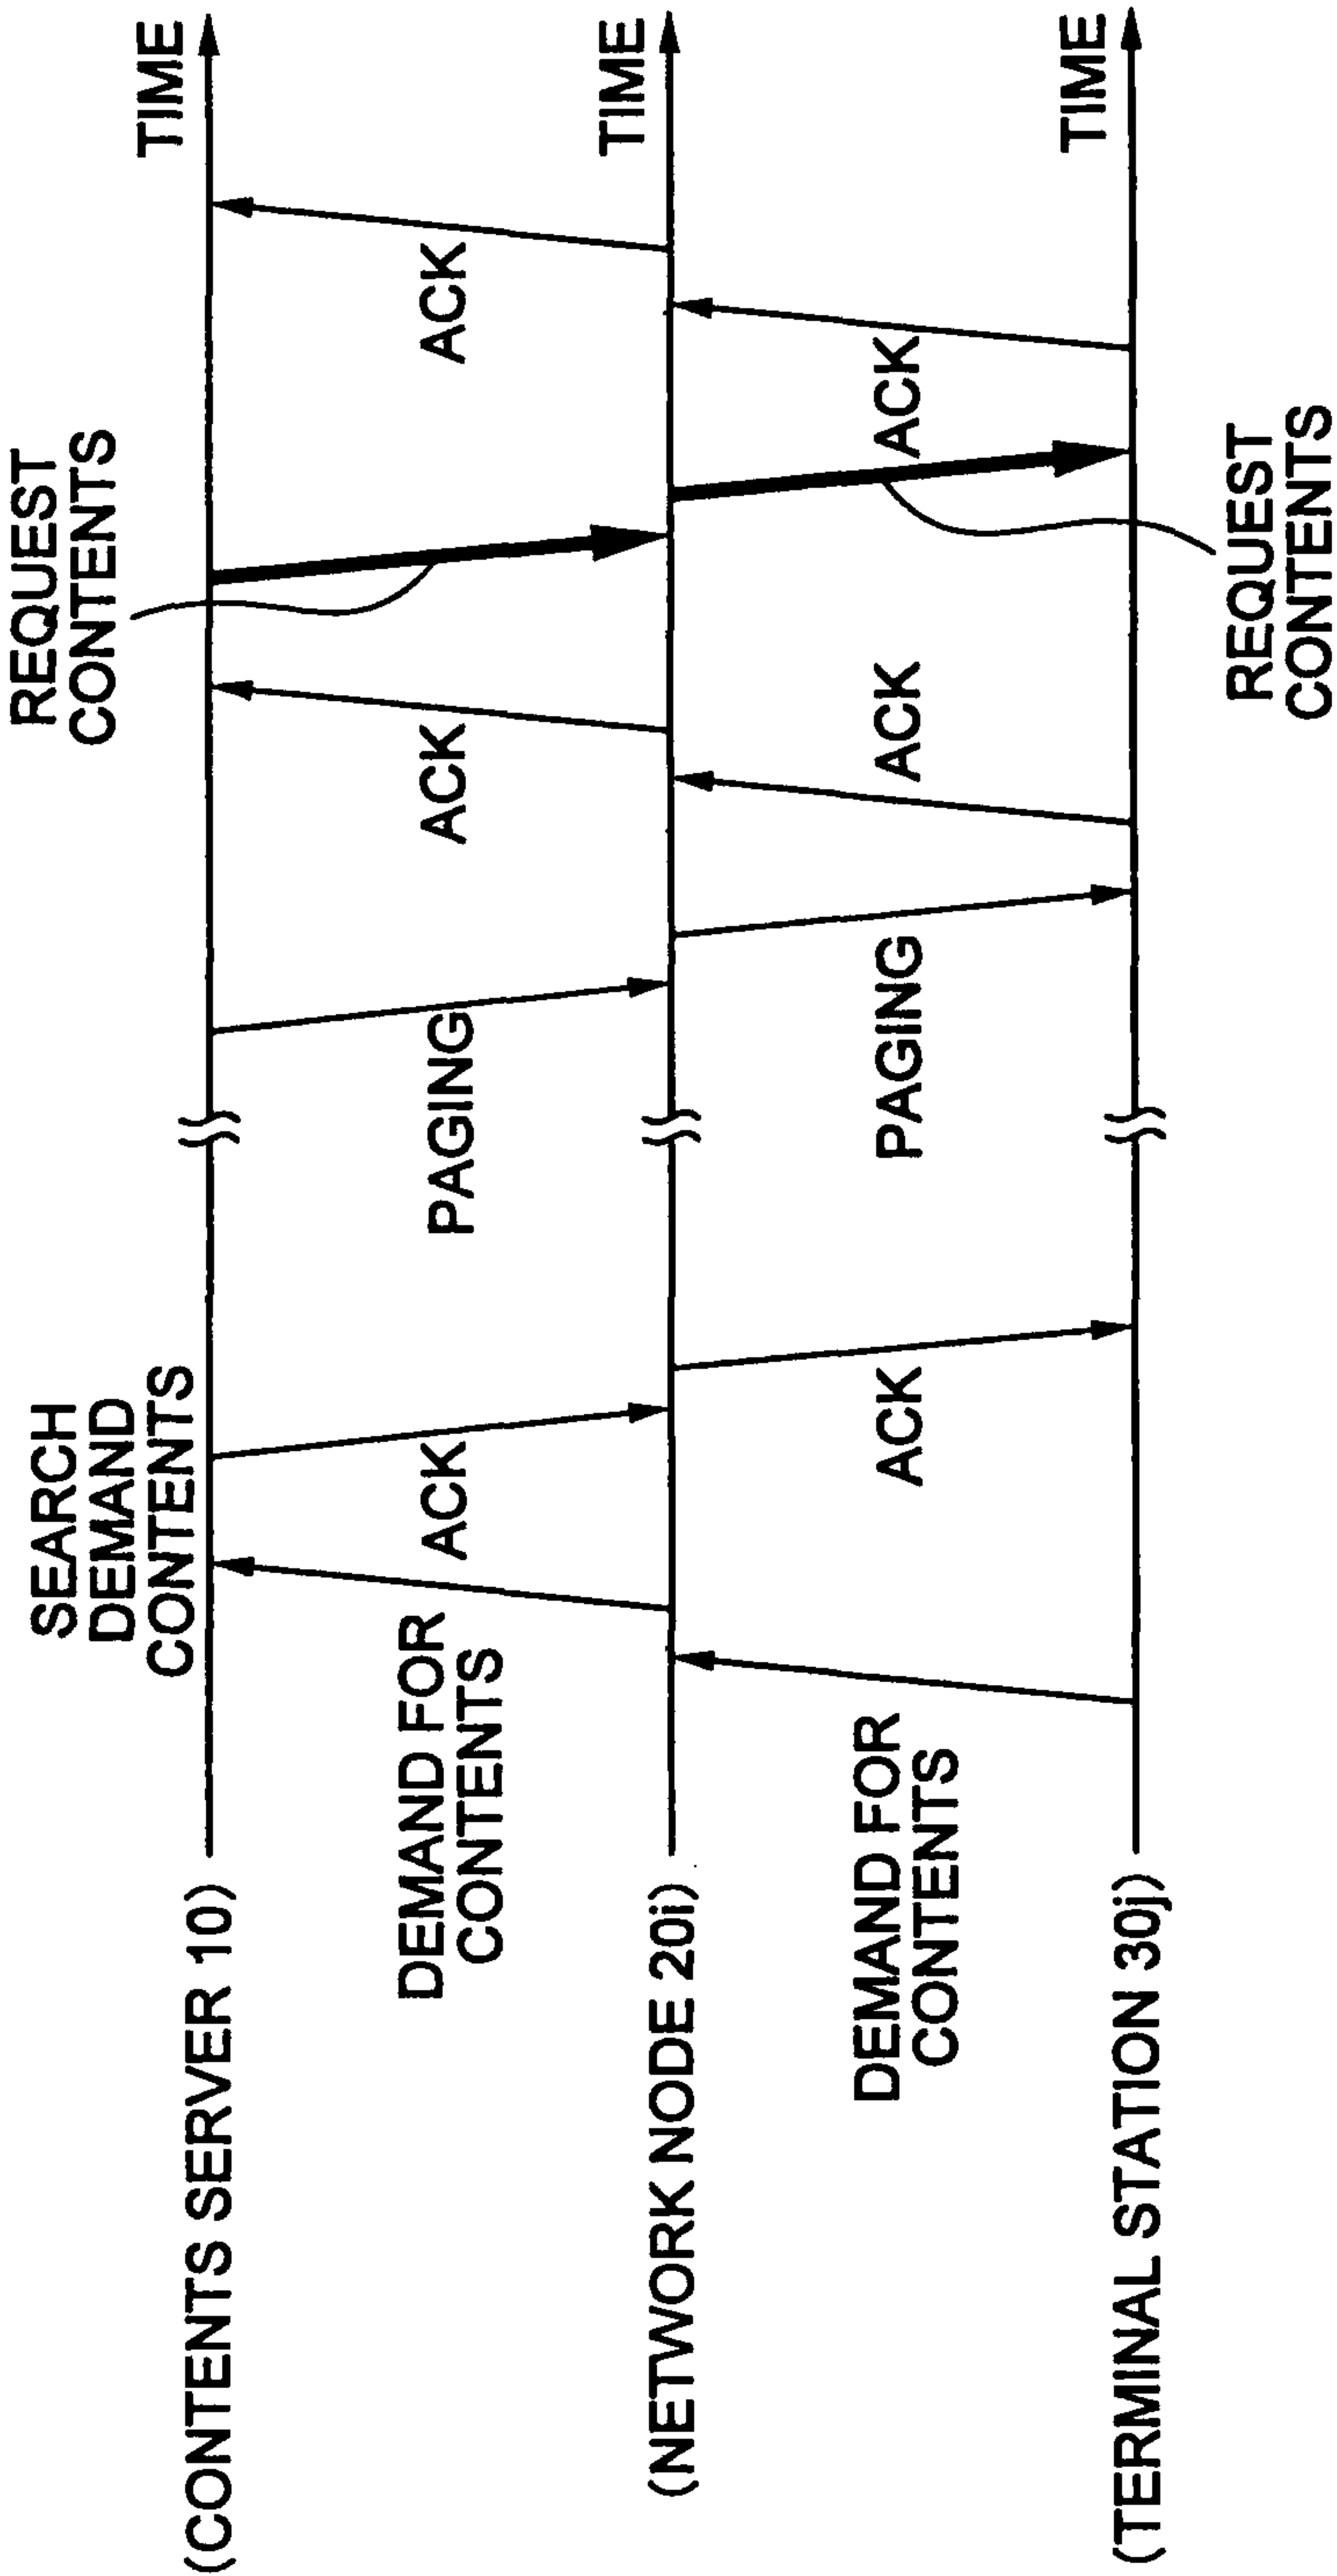 SEARCH
DEMAND
CONTENTS
REQUEST
CONTENTS
(CONTENTS SERVER 10)
TIME
DEMAND FOR
CONTENTS
ACK
PAGING
ACK
ACK
(NETWORK NODE 20i)
TIME
DEMAND FOR
CONTENTS
ACK
PAGING
ACK
ACK
(TERMINAL STATION 30j)
TIME
REQUEST
CONTENTS